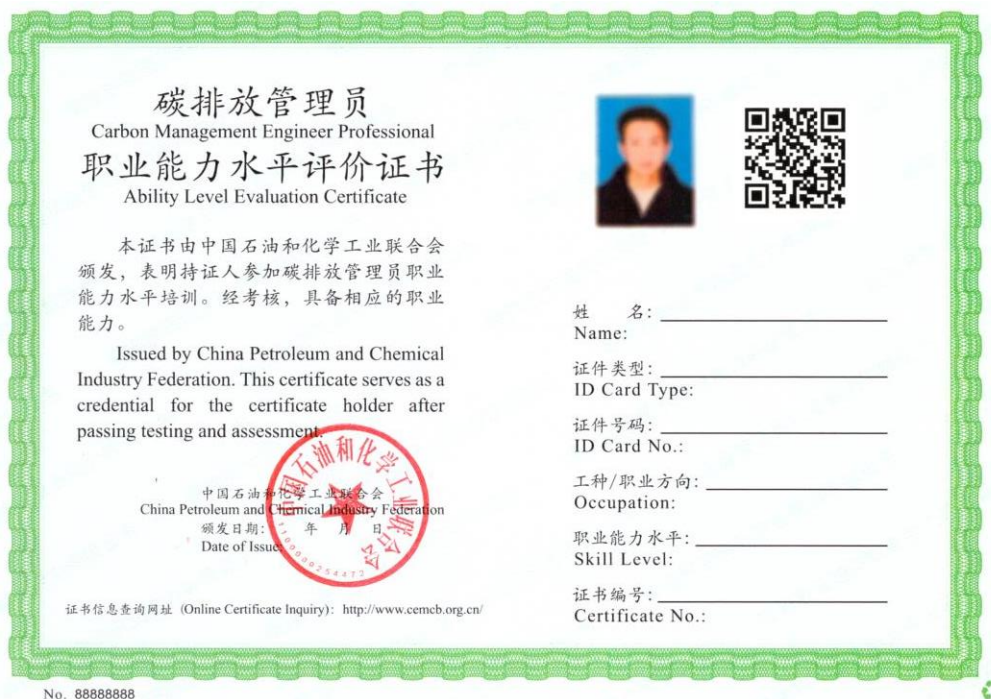 碳排放管理员
Carbon Management Engineer Professional
职业能力水平评价证书
Ability Level Evaluation Certificate
本证书由中国石油和化学工业联合会
颁发，表明持证人参加碳排放管理员职业
能力水平培训。经考核，具备相应的职业
能力。
Issued by China Petroleum and Chemical
Industry Federation. This certificate serves as a
credential for the certificate holder after
passing testing and assessment.
中国石油和化学工业联合会
China Petroleum and Chemical Industry Federation
颁发日期： 年 月 日
Date of Issue:
中国石油和化学工业联合会
1100000254472
证书信息查询网址 (Online Certificate Inquiry)：http://www.cemcb.org.cn/
姓 名：
Name:
证件类型：
ID Card Type:
证件号码：
ID Card No.:
工种/职业方向：
Occupation:
职业能力水平：
Skill Level:
证书编号：
Certificate No.:
No. 88888888